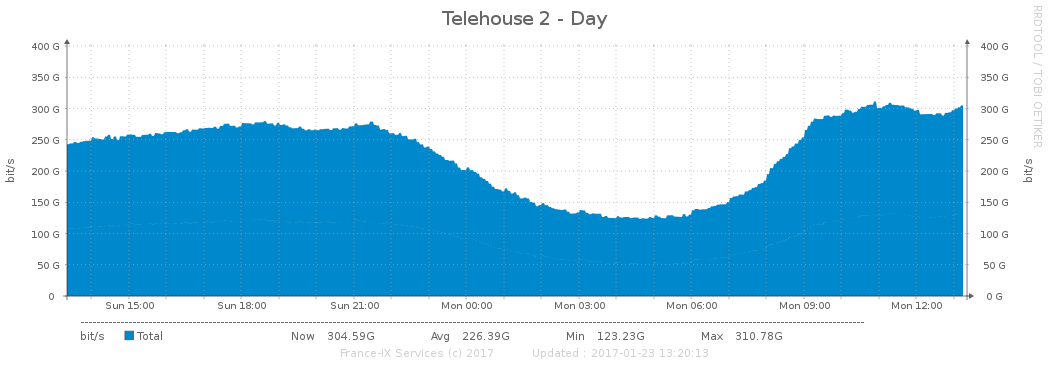 Telehouse 2 - Day
RRDTOOL / TOBI OETIKER
bit/s
400 G 400 G
350 G 350 G
300 G 300 G
250 G 250 G
200 G 200 G
150 G 150 G
100 G 100 G
50 G 50 G
0 0 G
bit/s
Sun 15:00 Sun 18:00 Sun 21:00 Mon 00:00 Mon 03:00 Mon 06:00 Mon 09:00 Mon 12:00
bit/s Total Now 304.59G Avg 226.39G Min 123.23G Max 310.78G
France-IX Services (c) 2017 Updated : 2017-01-23 13:20:13